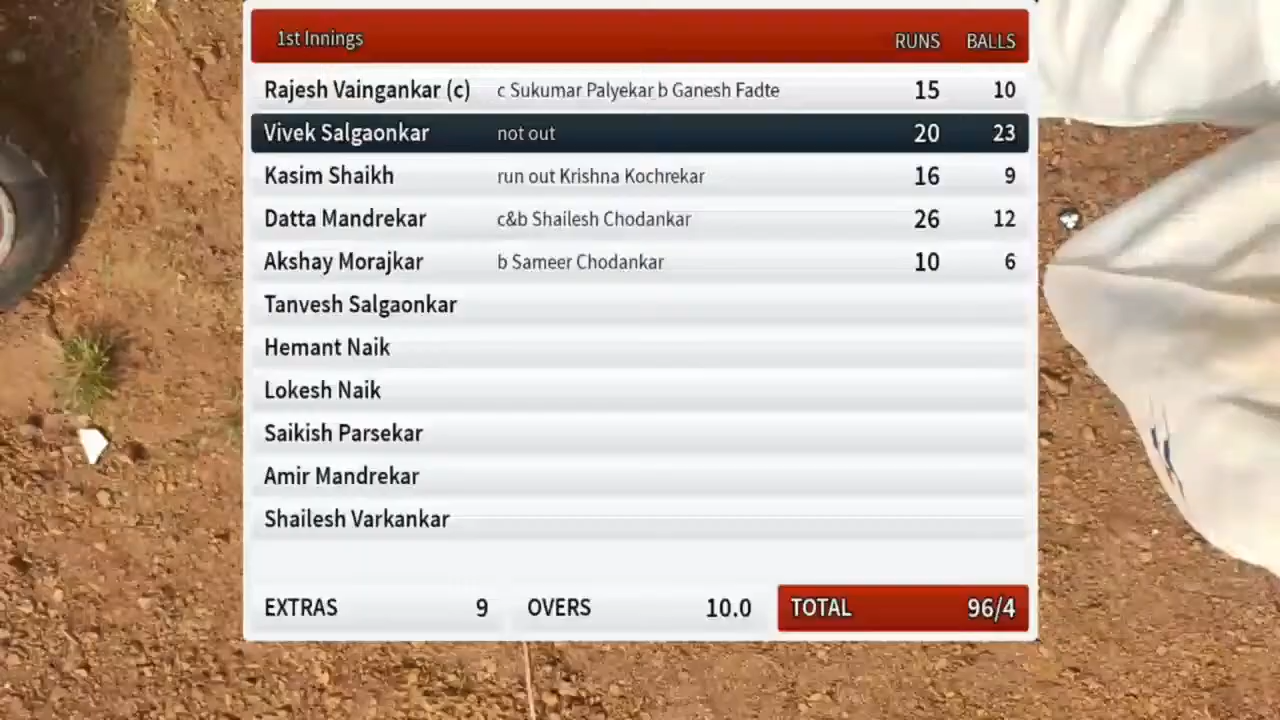 1st Innings RUNS BALLS
Rajesh Vaingankar (c) c Sukumar Palyekar b Ganesh Fadte 15 10
Vivek Salgaonkar not out 20 23
Kasim Shaikh run out Krishna Kochrekar 16 9
Datta Mandrekar c&b Shailesh Chodankar 26 12
Akshay Morajkar b Sameer Chodankar 10 6
Tanvesh Salgaonkar
Hemant Naik
Lokesh Naik
Saikish Parsekar
Amir Mandrekar
Shailesh Varkankar
EXTRAS 9 OVERS 10.0 TOTAL 96/4